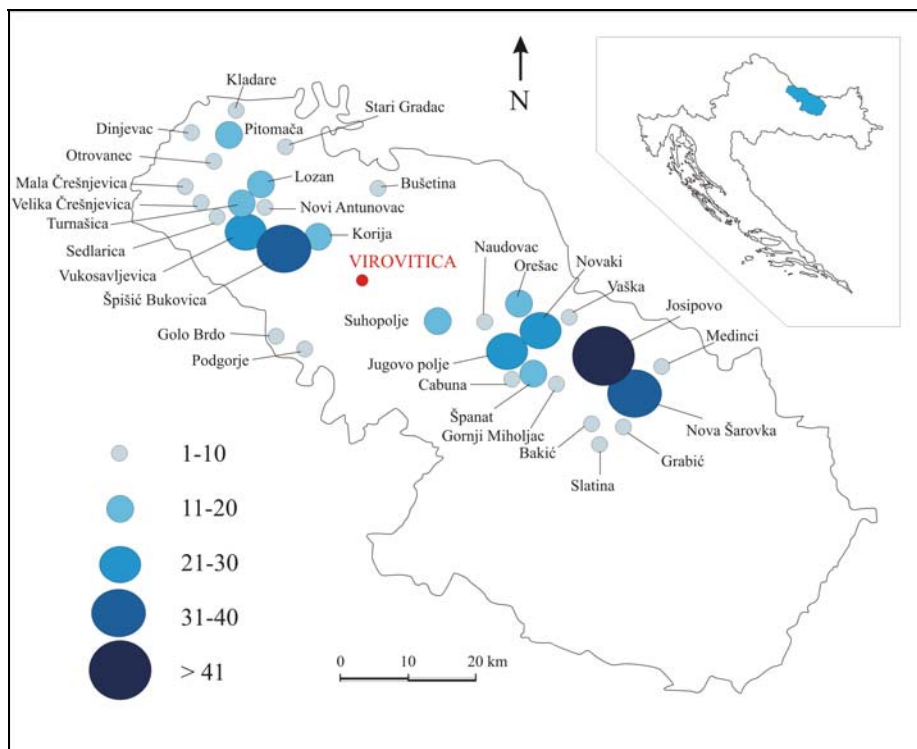 Kladare
Stari Gradac
Dinjevac
Pitomača
Otrovanec
Lozan
Mala Črešnjevica
Bušetina
Velika Črešnjevica
Novi Antunovac
Turnašica
Korija
Sedlarica
Vukosavljevica
Špišić Bukovica
VIROVITICA
N
Naudovac
Orešac
Novaki
Vaška
Josipovo
Suhopolje
Medinci
Golo Brdo
Podgorje
Jugovo polje
Cabuna
Španat
Gornji Miholjac
Bakić
Nova Šarovka
Grabić
Slatina
1-10
11-20
21-30
31-40
> 41
0 10 20 km